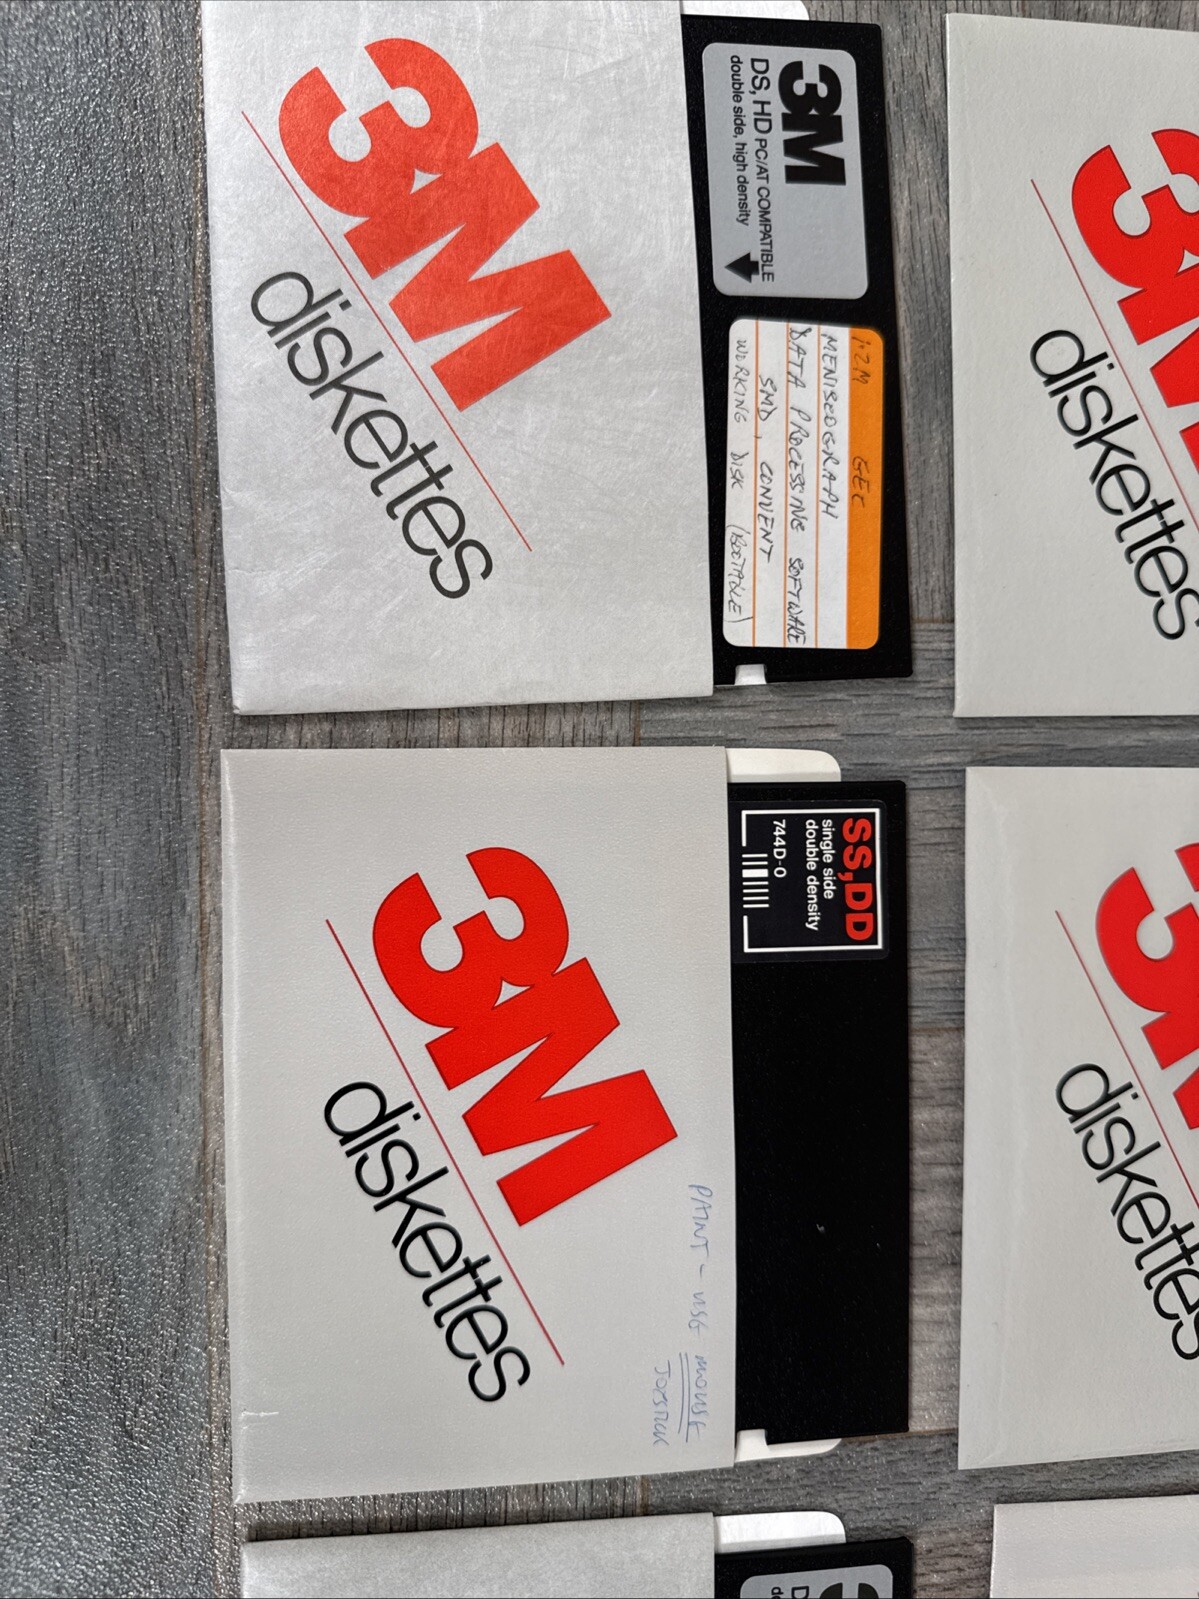 3M
diskettes
3M
DS, HD PC/AT COMPATIBLE
double side, high density
1.2M GEC
MENISCOGRAPH
DATA PROCESSING SOFTWARE
SMD, CONVENT
WORKING DISK (BOOTABLE)
3M
diskettes
3M
diskettes
PAINT - USE MOUSE
JOYSTICK
SS,DD
single side
double density
744D-0
3M
diskettes